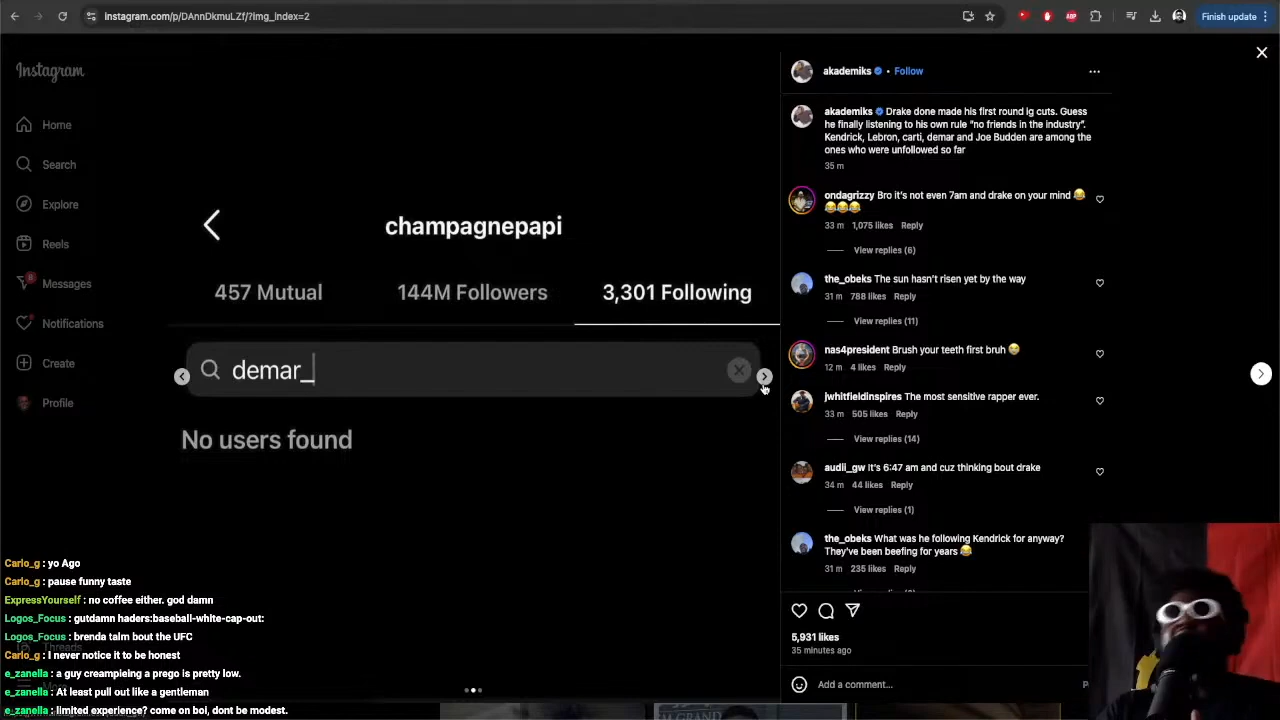 instagram.com/p/DAnnDkmuLZf/?img_index=2
Finish update
Instagram
Home
Search
Explore
Reels
8
Messages
Notifications
Create
Profile
champagnepapi
457 Mutual
144M Followers
3,301 Following
demar_
No users found
akademiks • Follow
akademiks Drake done made his first round ig cuts. Guess
he finally listening to his own rule “no friends in the industry”.
Kendrick, Lebron, carti, demar and Joe Budden are among the
ones who were unfollowed so far
35 m
ondagrizzy Bro it’s not even 7am and drake on your mind 😂
😂😂😂
33 m 1,075 likes Reply
View replies (6)
the_obeks The sun hasn’t risen yet by the way
31 m 788 likes Reply
View replies (11)
nas4president Brush your teeth first bruh 😂
12 m 4 likes Reply
jwhitfieldinspires The most sensitive rapper ever.
33 m 505 likes Reply
View replies (14)
audii_gw It’s 6:47 am and cuz thinking bout drake
34 m 44 likes Reply
View replies (1)
the_obeks What was he following Kendrick for anyway?
They’ve been beefing for years 😂
31 m 235 likes Reply
5,931 likes
35 minutes ago
Add a comment...
Carlo_g : yo Ago
Carlo_g : pause funny taste
ExpressYourself : no coffee either. god damn
Logos_Focus : gutdamn haders:baseball-white-cap-out:
Logos_Focus : brenda talm bout the UFC
Threads
Carlo_g : I never notice it to be honest
e_zanella : a guy creampieing a prego is pretty low.
e_zanella : At least pull out like a gentleman
e_zanella : limited experience? come on boi, dont be modest.
M GRAND